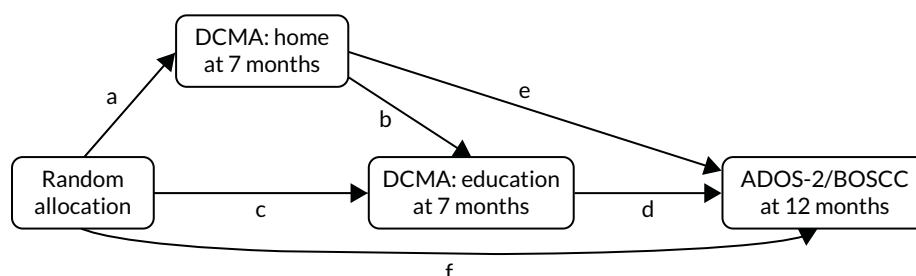 DCMA: home
at 7 months
a
e
b
Random
allocation
c
DCMA: education
at 7 months
d
ADOS-2/BOSCC
at 12 months
f